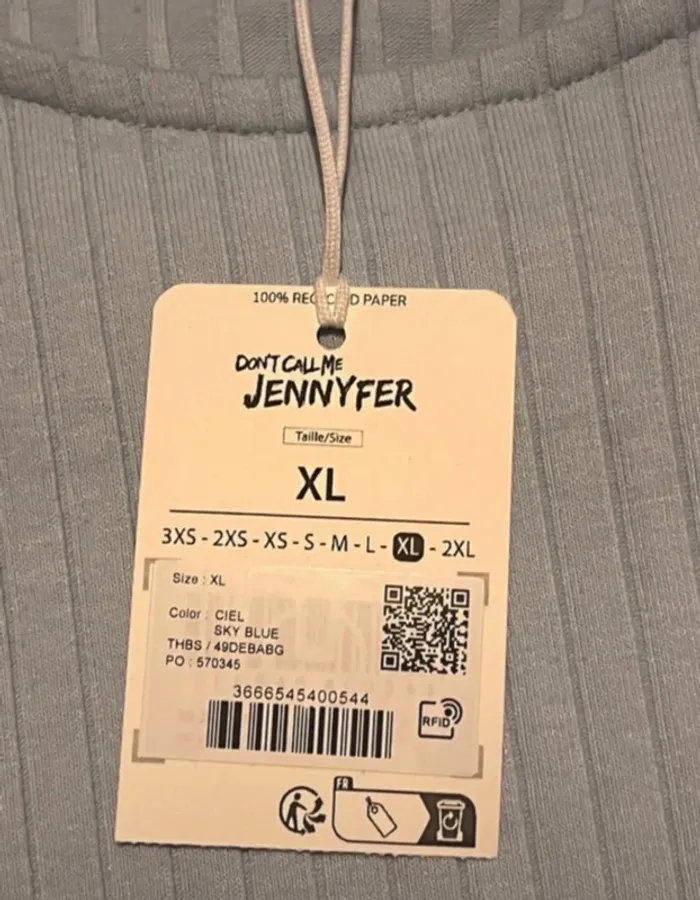 100% REC D PAPER
DON'T CALL ME
JENNYFER
Taille/Size
XL
3XS - 2XS - XS - S - M - L - XL - 2XL
Size : XL
Color : CIEL
SKY BLUE
THBS / 49DEBABG
PO : 570345
3666545400544
RFID
FR